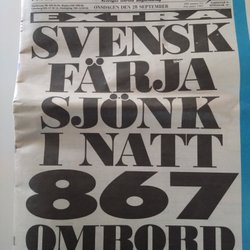 ONSDAGEN DEN 28 SEPTEMBER
EXTRA
SVENSK
FÄRJA
SJÖNK
I NATT
867
OMBORD